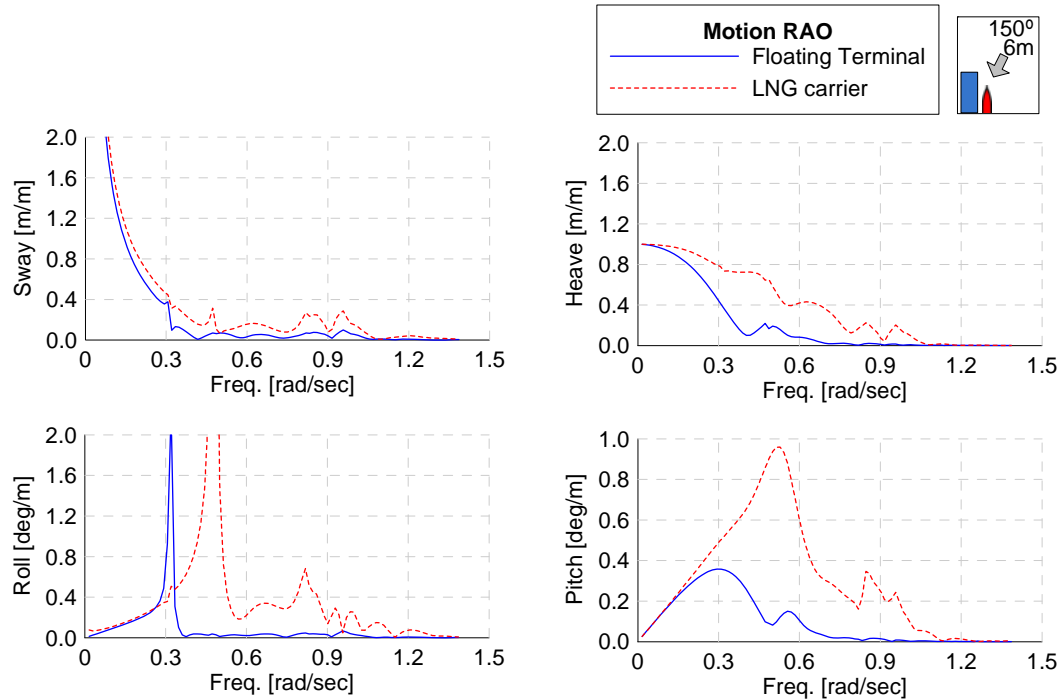 Motion RAO
Floating Terminal
LNG carrier
150º
6m
Sway [m/m]
2.0
1.6
1.2
0.8
0.4
0.0
0 0.3 0.6 0.9 1.2 1.5
Freq. [rad/sec]
Heave [m/m]
2.0
1.6
1.2
0.8
0.4
0.0
0 0.3 0.6 0.9 1.2 1.5
Freq. [rad/sec]
Roll [deg/m]
2.0
1.6
1.2
0.8
0.4
0.0
0 0.3 0.6 0.9 1.2 1.5
Freq. [rad/sec]
Pitch [deg/m]
1.0
0.8
0.6
0.4
0.2
0.0
0 0.3 0.6 0.9 1.2 1.5
Freq. [rad/sec]